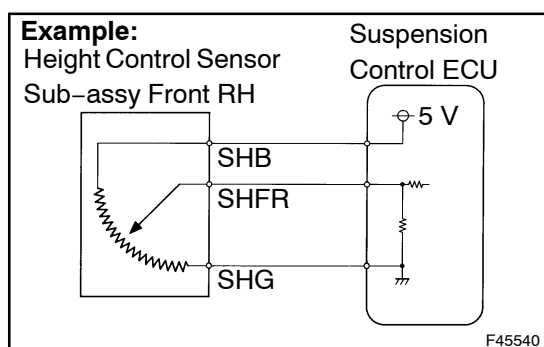 Example:
Height Control Sensor
Sub−assy Front RH
Suspension
Control ECU
5 V
SHB
SHFR
SHG
F45540